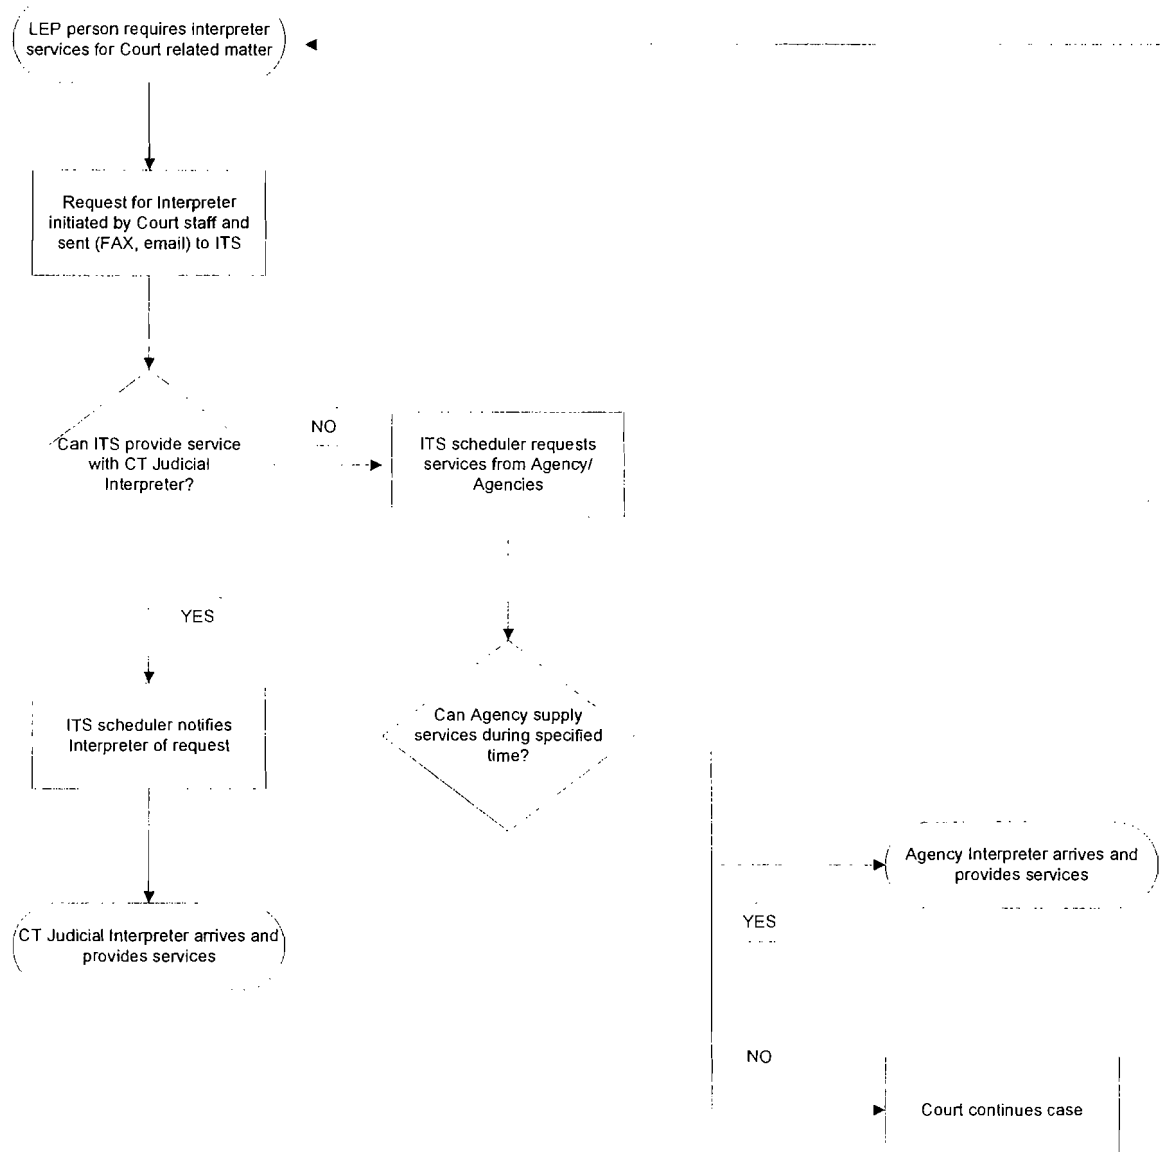 LEP person requires interpreter
services for Court related matter
Request for Interpreter
initiated by Court staff and
sent (FAX, email) to ITS
Can ITS provide service
with CT Judicial
Interpreter?
NO
ITS scheduler requests
services from Agency/
Agencies
YES
ITS scheduler notifies
Interpreter of request
Can Agency supply
services during specified
time?
Agency Interpreter arrives and
provides services
YES
CT Judicial Interpreter arrives and
provides services
NO
Court continues case